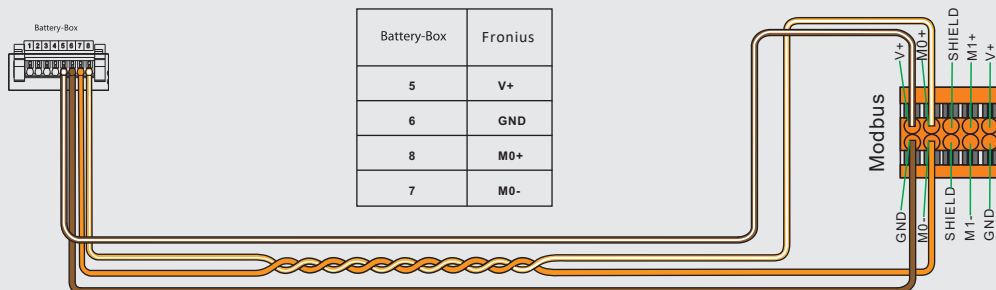 Battery-Box
1 2 3 4 5 6 7 8
Battery-Box Fronius
5 V+
6 GND
8 M0+
7 M0-
Modbus
V+
M0+
SHIELD
M1+
V+
GND
M0-
SHIELD
M1-
GND